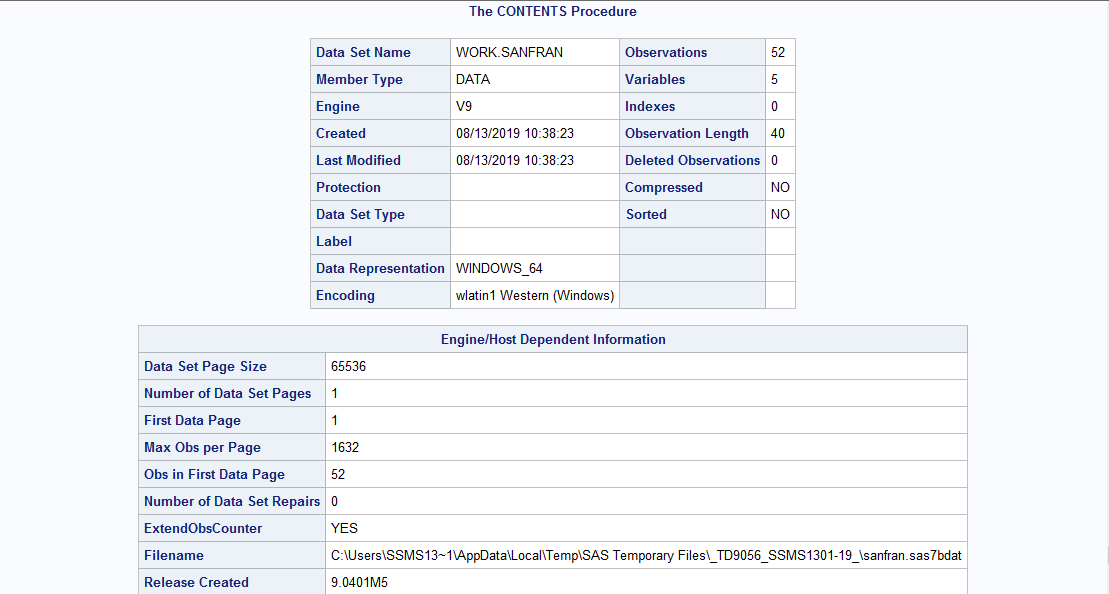 The CONTENTS Procedure
Data Set Name WORK.SANFRAN Observations 52
Member Type DATA Variables 5
Engine V9 Indexes 0
Created 08/13/2019 10:38:23 Observation Length 40
Last Modified 08/13/2019 10:38:23 Deleted Observations 0
Protection Compressed NO
Data Set Type Sorted NO
Label
Data Representation WINDOWS_64
Encoding wlatin1 Western (Windows)
Engine/Host Dependent Information
Data Set Page Size 65536
Number of Data Set Pages 1
First Data Page 1
Max Obs per Page 1632
Obs in First Data Page 52
Number of Data Set Repairs 0
ExtendObsCounter YES
Filename C:\Users\SSMS13~1\AppData\Local\Temp\SAS Temporary Files\_TD9056_SSMS1301-19_\sanfran.sas7bdat
Release Created 9.0401M5